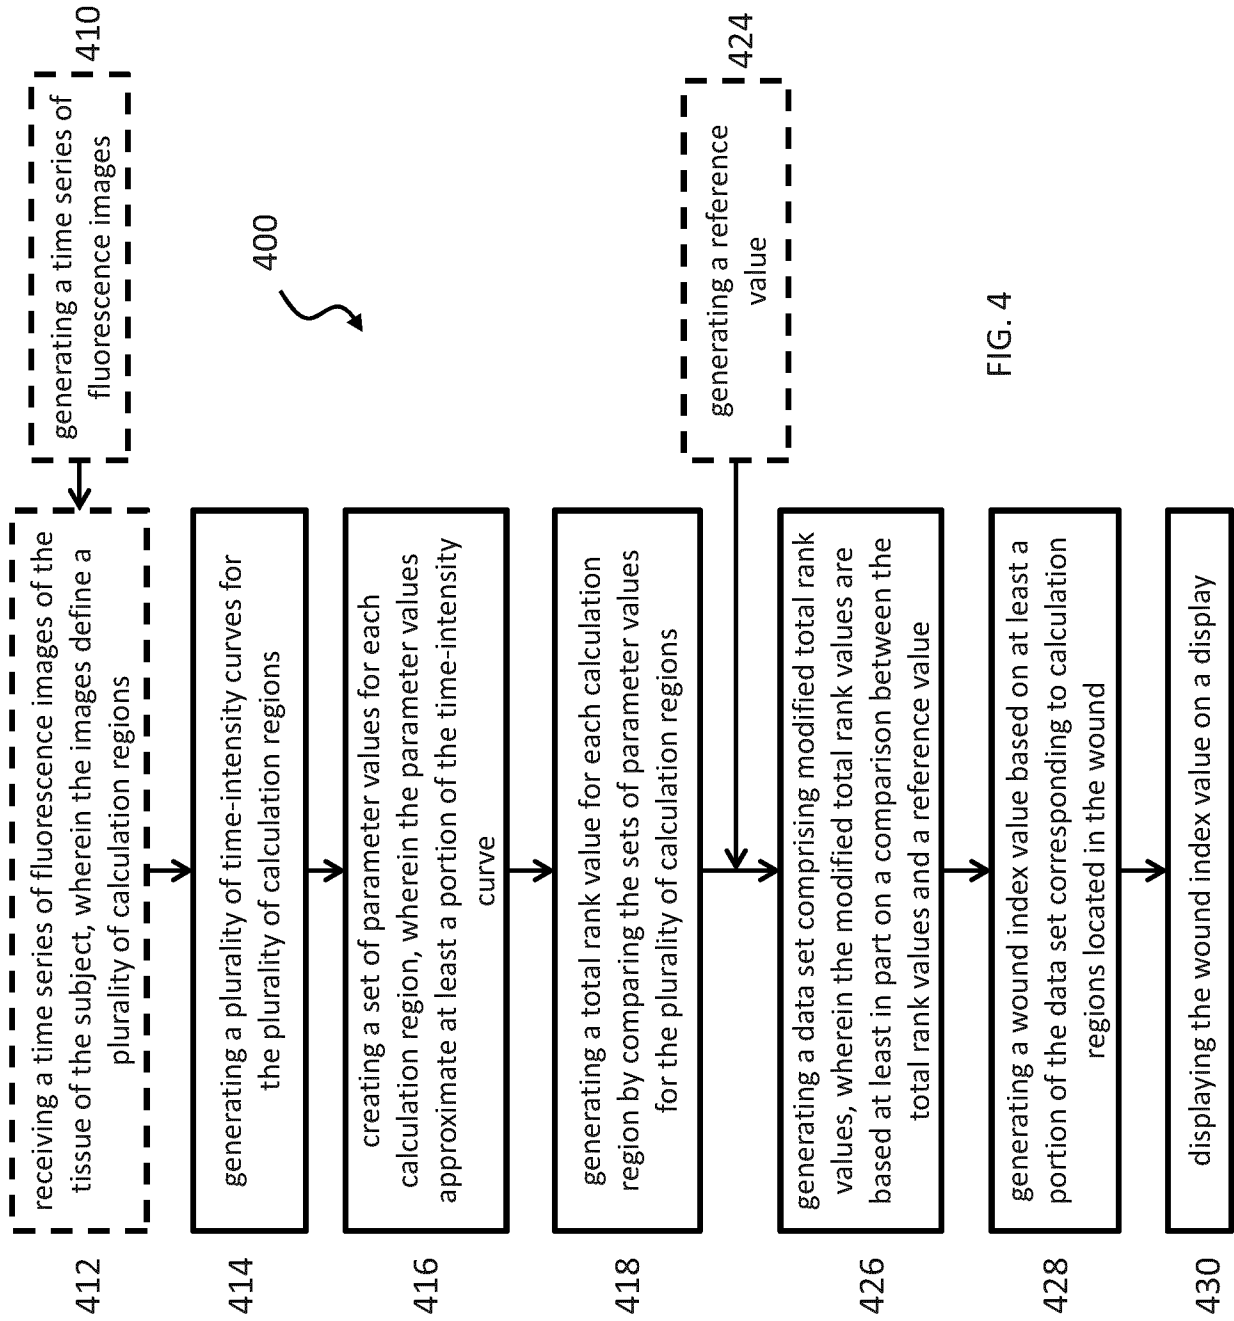 410
generating a time series of
fluorescence images
412
receiving a time series of fluorescence images of the
tissue of the subject, wherein the images define a
plurality of calculation regions
400
414
generating a plurality of time-intensity curves for
the plurality of calculation regions
416
creating a set of parameter values for each
calculation region, wherein the parameter values
approximate at least a portion of the time-intensity
curve
418
generating a total rank value for each calculation
region by comparing the sets of parameter values
for the plurality of calculation regions
424
generating a reference
value
426
generating a data set comprising modified total rank
values, wherein the modified total rank values are
based at least in part on a comparison between the
total rank values and a reference value
428
generating a wound index value based on at least a
portion of the data set corresponding to calculation
regions located in the wound
430
displaying the wound index value on a display
FIG. 4